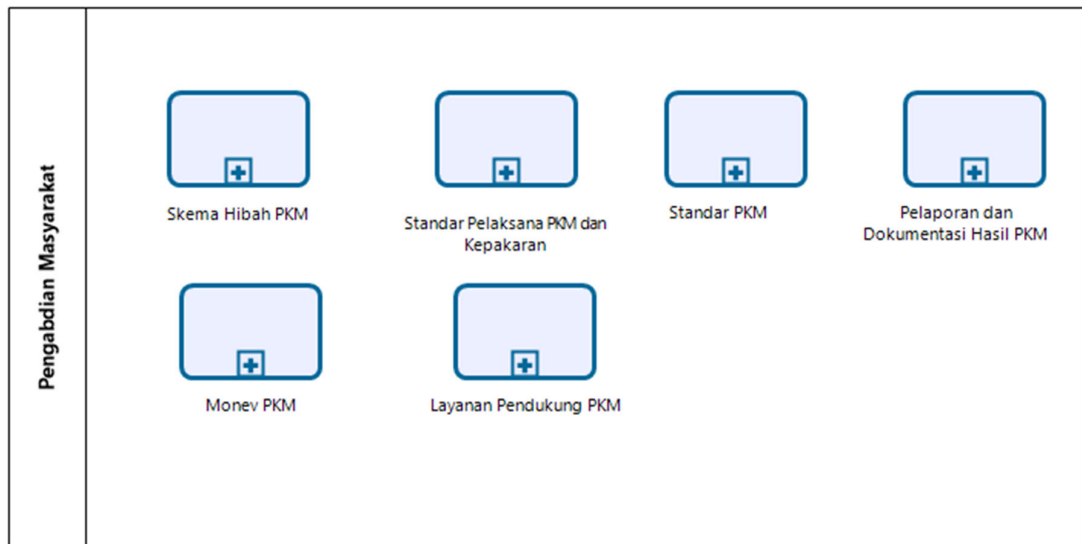 Pengabdian Masyarakat
Skema Hibah PKM
Standar Pelaksana PKM dan
Kepakaran
Standar PKM
Pelaporan dan
Dokumentasi Hasil PKM
Monev PKM
Layanan Pendukung PKM